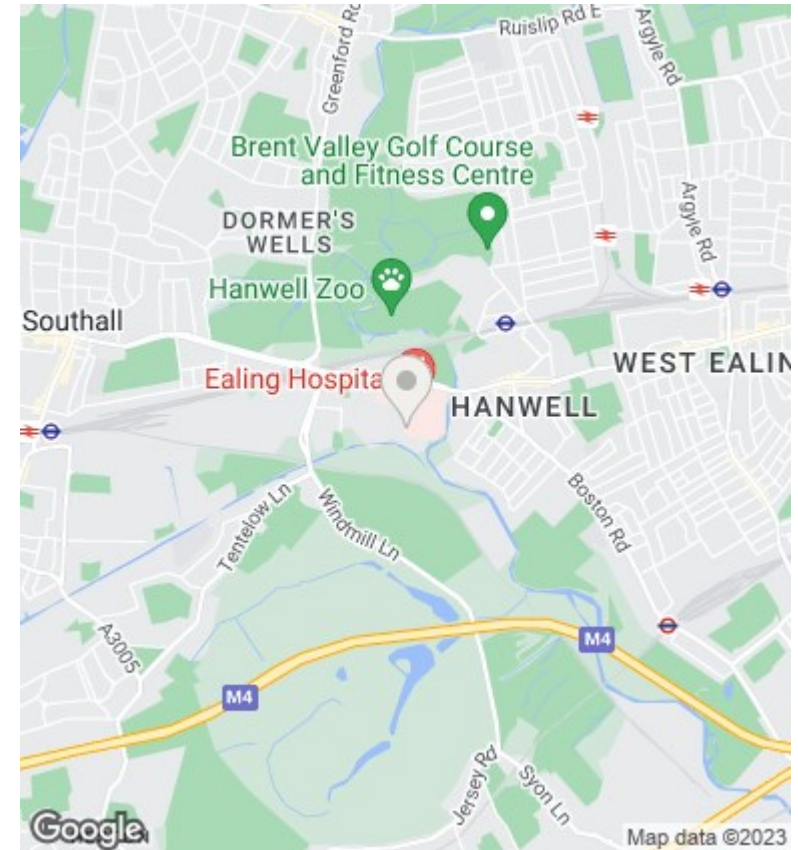 Ruislip Rd E
Argyle Rd
Greenford Rd
Brent Valley Golf Course
and Fitness Centre
DORMER'S
WELLS
Argyle Rd
Hanwell Zoo
Southall
WEST EALIN
Ealing Hospita
HANWELL
Boston Rd
Tentelow Ln
Windmill Ln
A3005
M4
M4
Jersey Rd
Syon Ln
Google
Map data ©2023